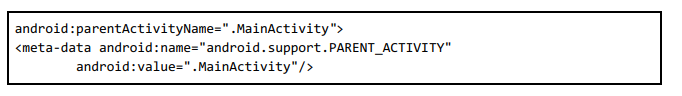 android:parentActivityName=".MainActivity">
<meta-data android:name="android.support.PARENT_ACTIVITY"
android:value=".MainActivity"/>